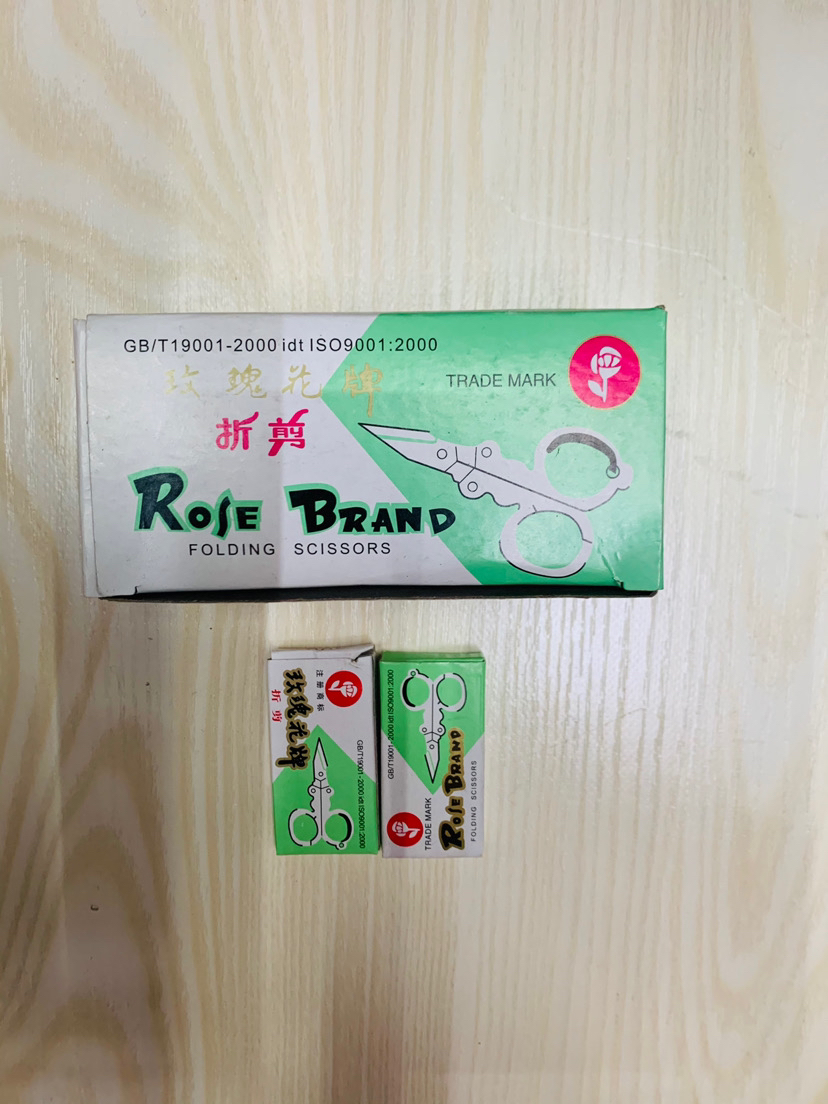 GB/T19001-2000 idt ISO9001:2000
玫瑰花牌
TRADE MARK
折剪
ROSE BRAND
FOLDING SCISSORS
注册商标
玫瑰花牌
折剪
GB/T19001-2000 idt ISO9001:2000
GB/T19001-2000 idt ISO9001:2000
TRADE MARK
ROSE BRAND
FOLDING SCISSORS